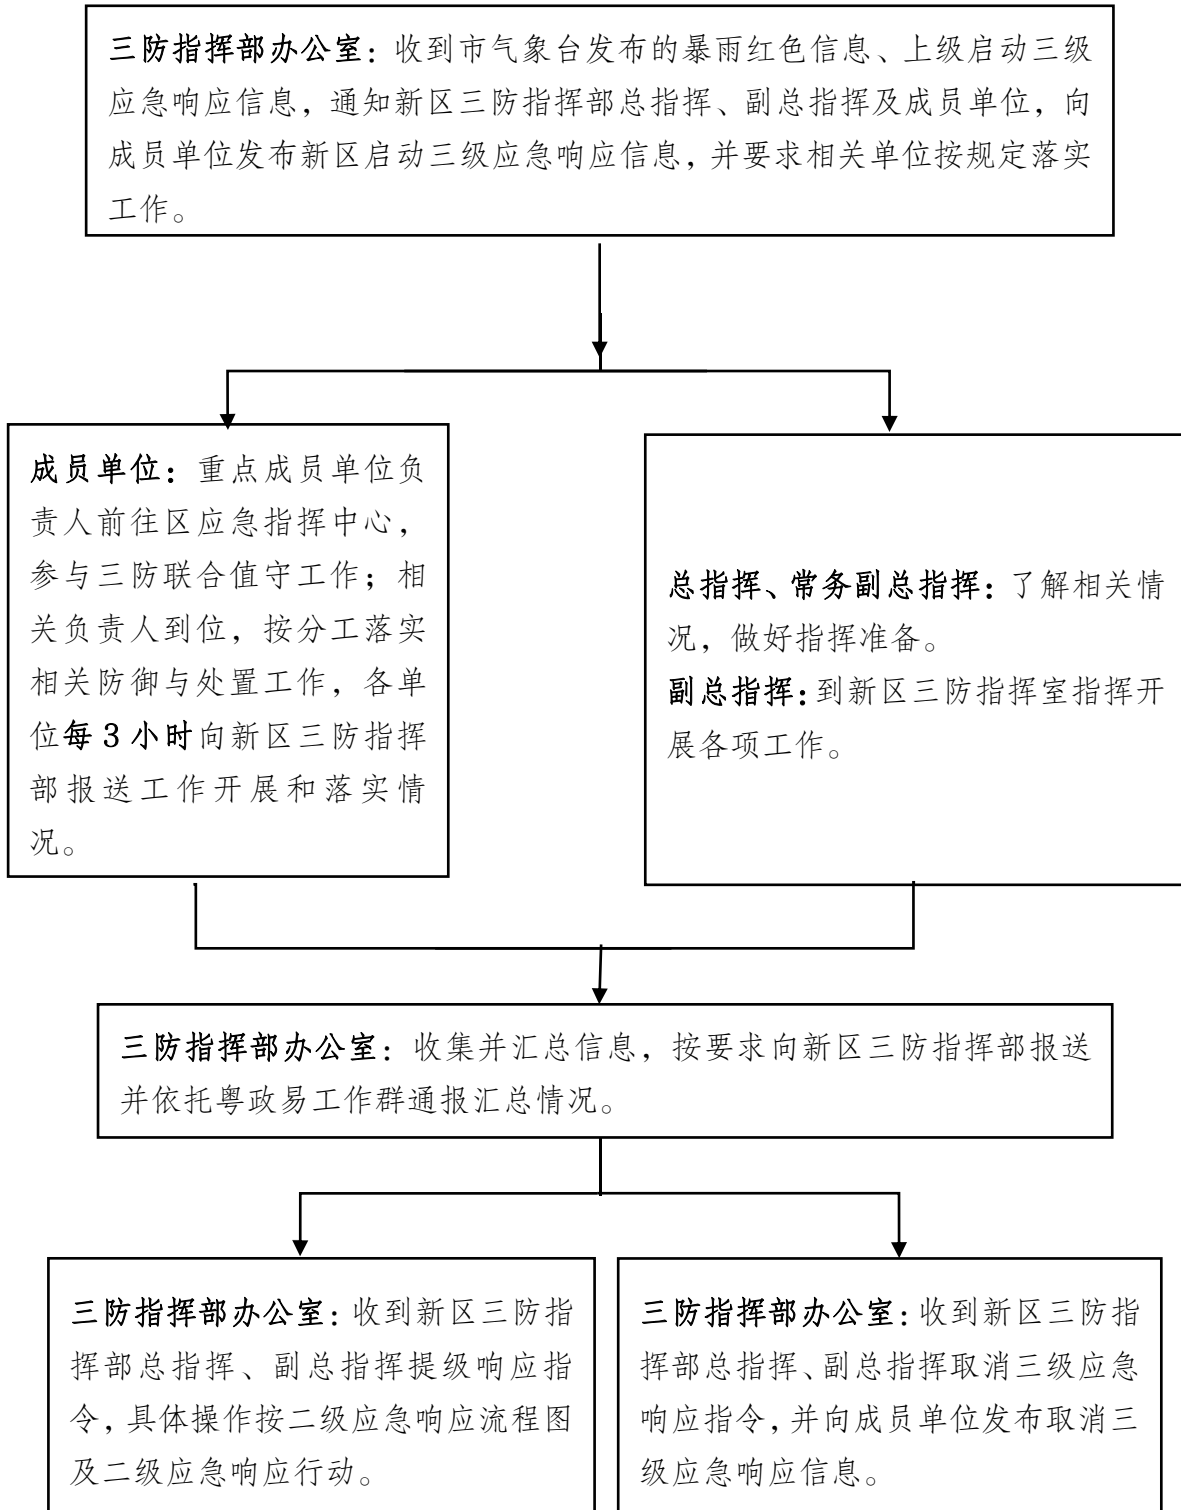 三防指挥部办公室：收到市气象台发布的暴雨红色信息、上级启动三级
应急响应信息，通知新区三防指挥部总指挥、副总指挥及成员单位，向
成员单位发布新区启动三级应急响应信息，并要求相关单位按规定落实
工作。
成员单位：重点成员单位负
责人前往区应急指挥中心，
参与三防联合值守工作；相
关负责人到位，按分工落实
相关防御与处置工作，各单
位每3小时向新区三防指挥
部报送工作开展和落实情
况。
总指挥、常务副总指挥：了解相关情
况，做好指挥准备。
副总指挥：到新区三防指挥室指挥开
展各项工作。
三防指挥部办公室：收集并汇总信息，按要求向新区三防指挥部报送
并依托粤政易工作群通报汇总情况。
三防指挥部办公室：收到新区三防指
挥部总指挥、副总指挥提级响应指
令，具体操作按二级应急响应流程图
及二级应急响应行动。
三防指挥部办公室：收到新区三防指
挥部总指挥、副总指挥取消三级应急
响应指令，并向成员单位发布取消三
级应急响应信息。